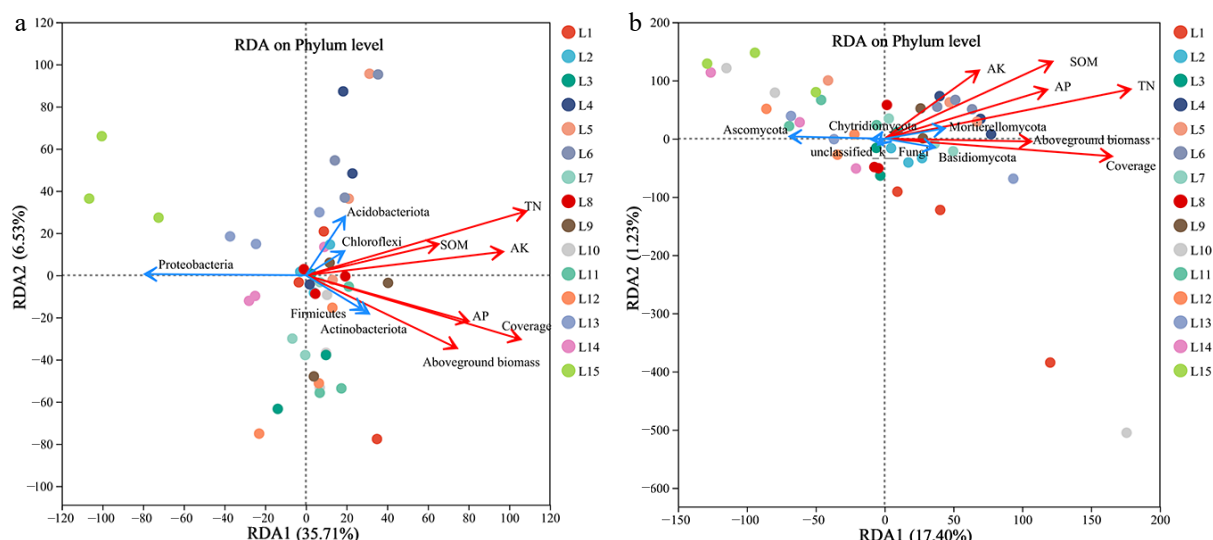 a
RDA on Phylum level
120
100
80
60
40
20
0
−20
−40
−60
−80
−100
RDA2 (6.53%)
Acidobacteriota
TN
Chloroflexi
SOM
AK
Proteobacteria
Firmicutes
AP
Actinobacteriota
Coverage
Aboveground biomass
−120
−100
−80
−60
−40
−20
0
20
40
60
80
100
120
RDA1 (35.71%)
L1
L2
L3
L4
L5
L6
L7
L8
L9
L10
L11
L12
L13
L14
L15
b
RDA on Phylum level
200
100
0
−100
−200
−300
−400
−500
−600
RDA2 (1.23%)
AK
SOM
AP
TN
Ascomycota
Chytridiomycota
Mortierellomycota
Aboveground biomass
unclassified_k__Fungi
Basidiomycota
Coverage
−150
−100
−50
0
50
100
150
200
RDA1 (17.40%)
L1
L2
L3
L4
L5
L6
L7
L8
L9
L10
L11
L12
L13
L14
L15